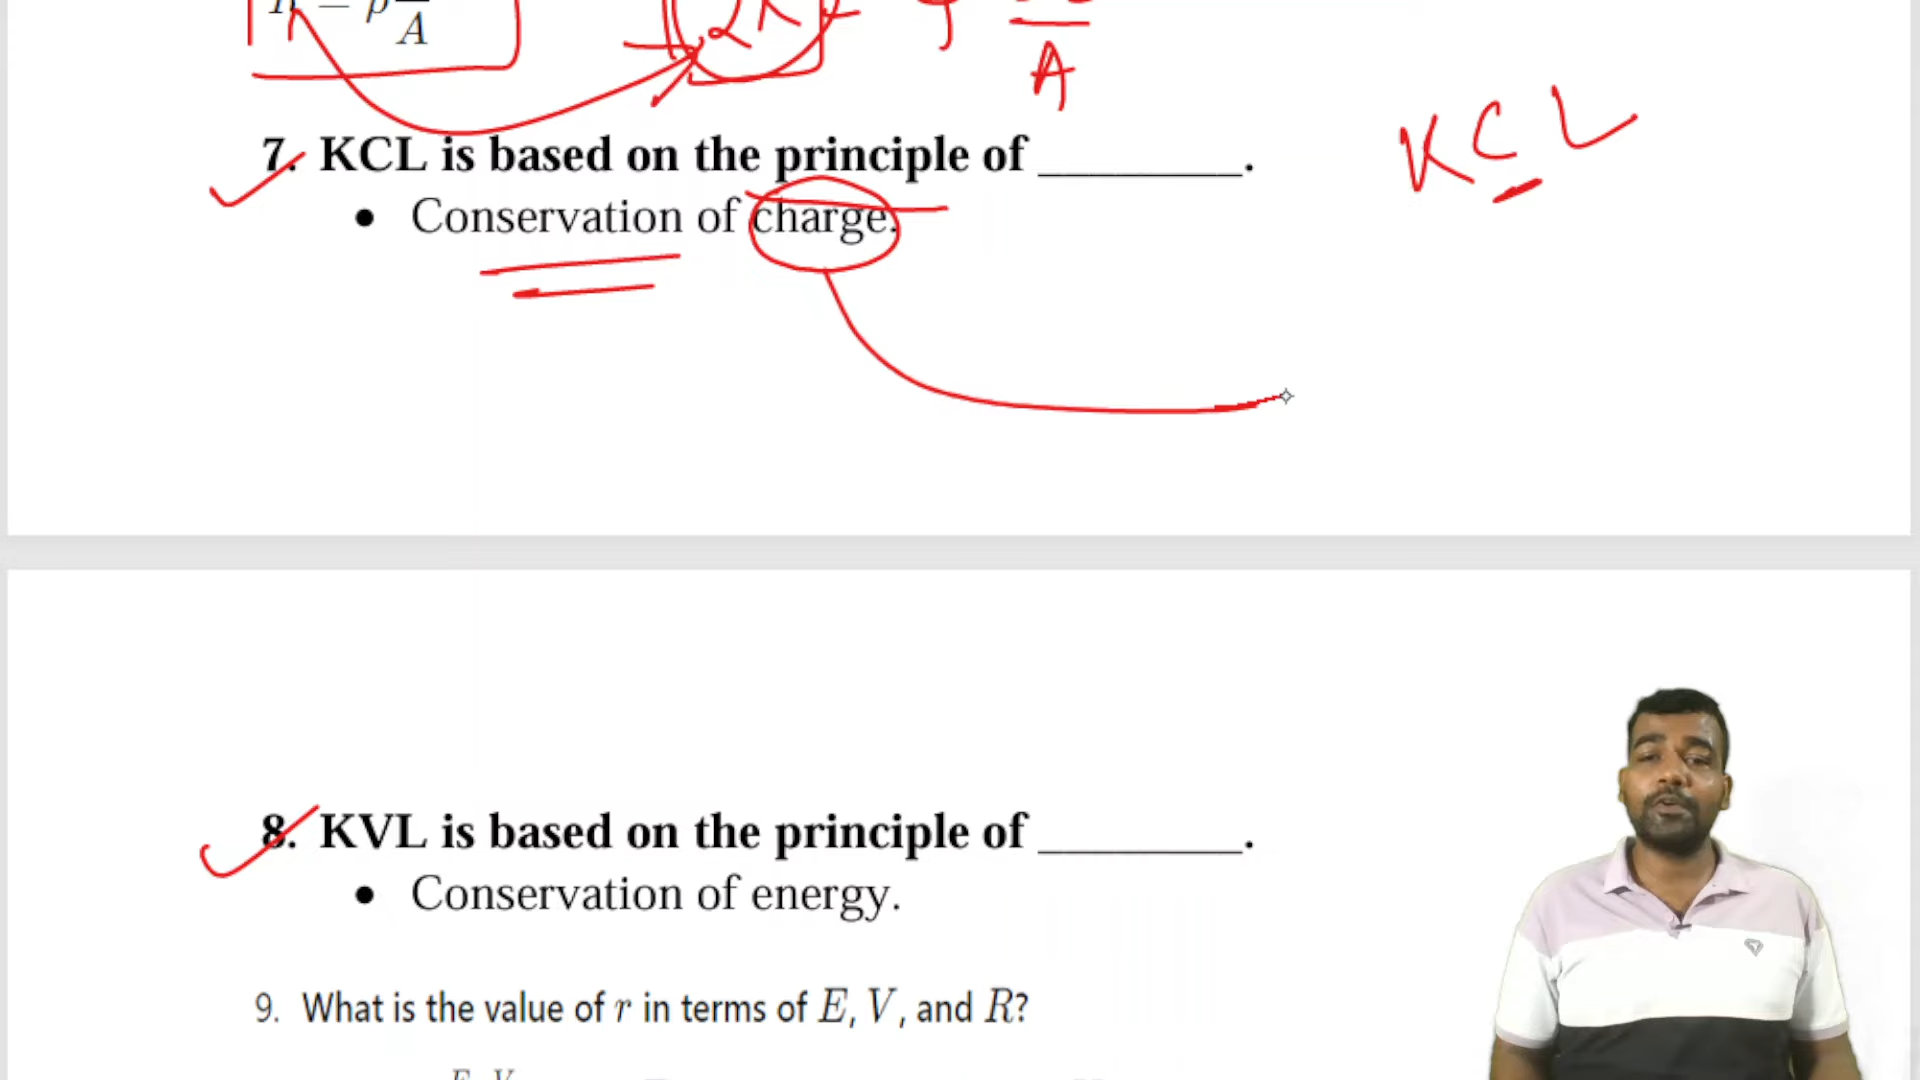 A
2R
A
KCL
7. KCL is based on the principle of ________.
• Conservation of charge.
8. KVL is based on the principle of ________.
• Conservation of energy.
9. What is the value of r in terms of E, V, and R?